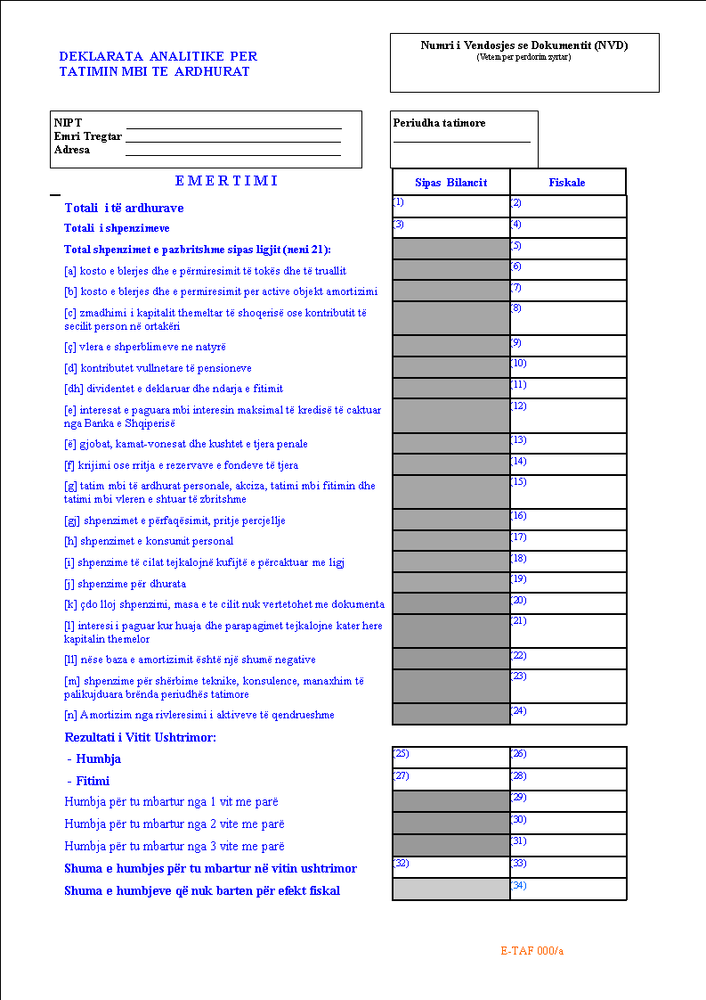 DEKLARATA ANALITIKE PER
TATIMIN MBI TE ARDHURAT
Numri i Vendosjes se Dokumentit (NVD)
(Vetem per perdorim zyrtar)
NIPT
Emri Tregtar
Adresa
Periudha tatimore
EMERTIMI
Sipas Bilancit
Fiskale
Totali i të ardhurave
(1)
(2)
Totali i shpenzimeve
(3)
(4)
Total shpenzimet e pazbritshme sipas ligjit (neni 21):
(5)
[a] kosto e blerjes dhe e përmiresimit të tokës dhe të truallit
(6)
[b] kosto e blerjes dhe e permiresimit per active objekt amortizimi
(7)
[c] zmadhimi i kapitalit themeltar të shoqerisë ose kontributit të
secilit person në ortakëri
(8)
[ç] vlera e shperblimeve ne natyrë
(9)
[d] kontributet vullnetare të pensioneve
(10)
[dh] dividentet e deklaruar dhe ndarja e fitimit
(11)
[e] interesat e paguara mbi interesin maksimal të kredisë të caktuar
nga Banka e Shqiperisë
(12)
[ë] gjobat, kamat-vonesat dhe kushtet e tjera penale
(13)
[f] krijimi ose rritja e rezervave e fondeve të tjera
(14)
[g] tatim mbi të ardhurat personale, akciza, tatimi mbi fitimin dhe
tatimi mbi vleren e shtuar të zbritshme
(15)
[gj] shpenzimet e përfaqësimit, pritje percjellje
(16)
[h] shpenzimet e konsumit personal
(17)
[i] shpenzime të cilat tejkalojnë kufijtë e përcaktuar me ligj
(18)
[j] shpenzime për dhurata
(19)
[k] çdo lloj shpenzimi, masa e te cilit nuk vertetohet me dokumenta
(20)
[l] interesi i paguar kur huaja dhe parapagimet tejkalojne kater here
kapitalin themelor
(21)
[ll] nëse baza e amortizimit është një shumë negative
(22)
[m] shpenzime për shërbime teknike, konsulence, manaxhim të
palikujduara brënda periudhës tatimore
(23)
[n] Amortizim nga rivleresimi i aktiveve të qendrueshme
(24)
Rezultati i Vitit Ushtrimor:
- Humbja
(25)
(26)
- Fitimi
(27)
(28)
Humbja për tu mbartur nga 1 vit me parë
(29)
Humbja për tu mbartur nga 2 vite me parë
(30)
Humbja për tu mbartur nga 3 vite me parë
(31)
Shuma e humbjes për tu mbartur në vitin ushtrimor
(32)
(33)
Shuma e humbjeve që nuk barten për efekt fiskal
(34)
E-TAF 000/a